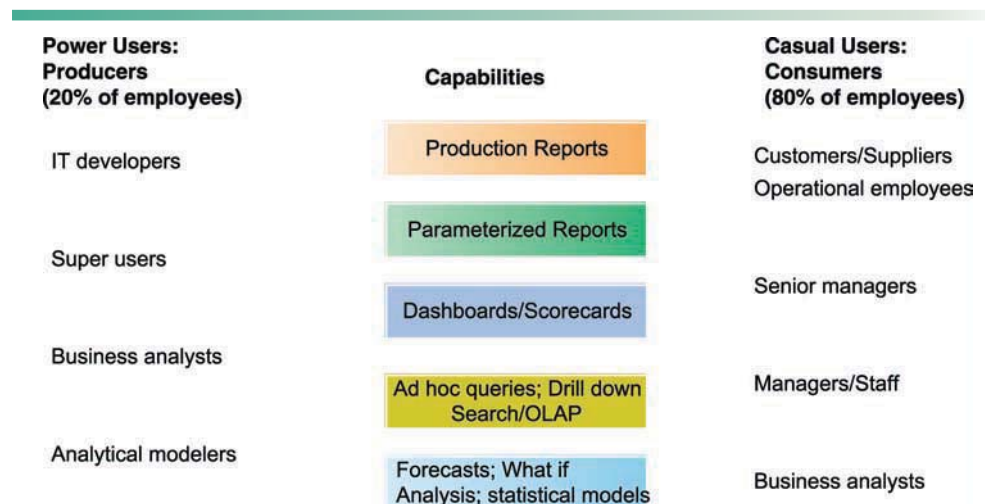 Power Users:
Producers
(20% of employees)
IT developers
Super users
Business analysts
Analytical modelers
Capabilities
Production Reports
Parameterized Reports
Dashboards/Scorecards
Ad hoc queries; Drill down
Search/OLAP
Forecasts; What if
Analysis; statistical models
Casual Users:
Consumers
(80% of employees)
Customers/Suppliers
Operational employees
Senior managers
Managers/Staff
Business analysts